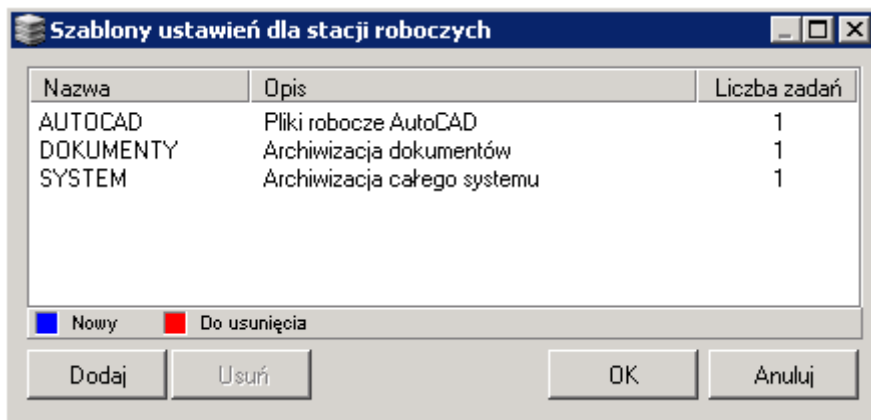 Szablony ustawień dla stacji roboczych
Nazwa Opis Liczba zadań
AUTOCAD Pliki robocze AutoCAD 1
DOKUMENTY Archiwizacja dokumentów 1
SYSTEM Archiwizacja całego systemu 1
Nowy Do usunięcia
Dodaj Usuń OK Anuluj